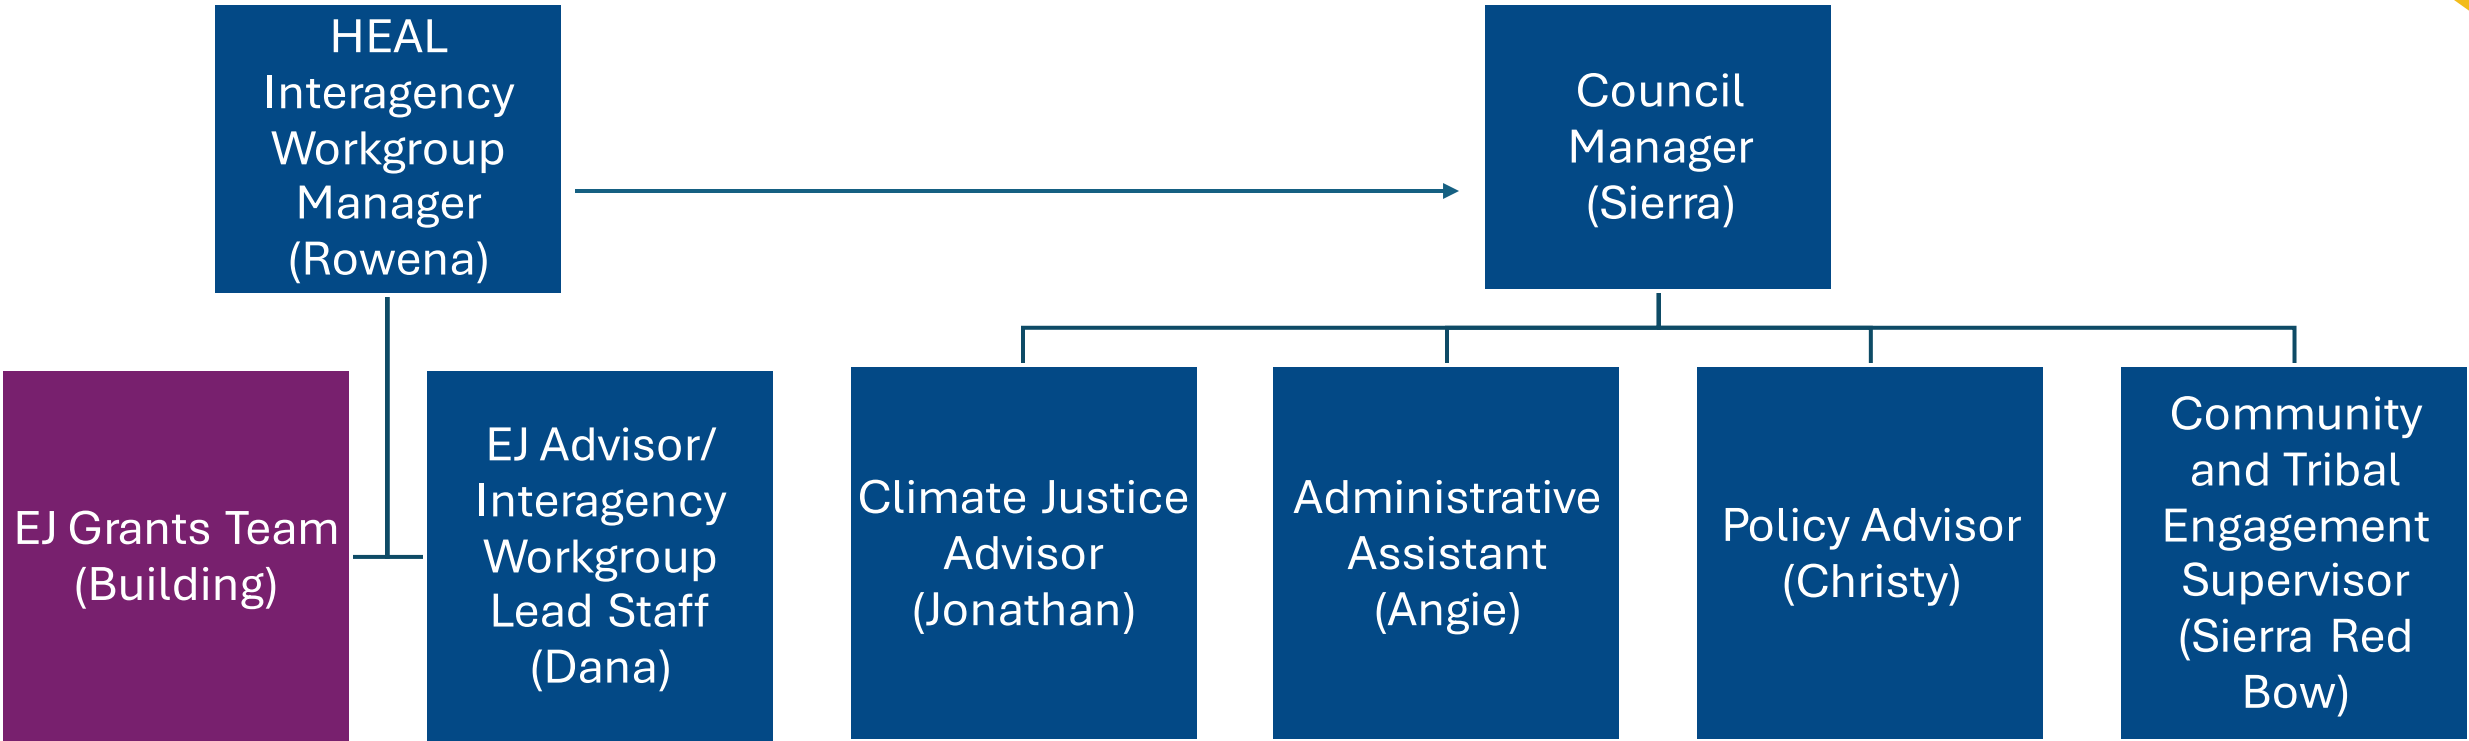 HEAL
Interagency
Workgroup
Manager
(Rowena)
Council
Manager
(Sierra)
EJ Grants Team
(Building)
EJ Advisor/
Interagency
Workgroup
Lead Staff
(Dana)
Climate Justice
Advisor
(Jonathan)
Administrative
Assistant
(Angie)
Policy Advisor
(Christy)
Community
and Tribal
Engagement
Supervisor
(Sierra Red
Bow)